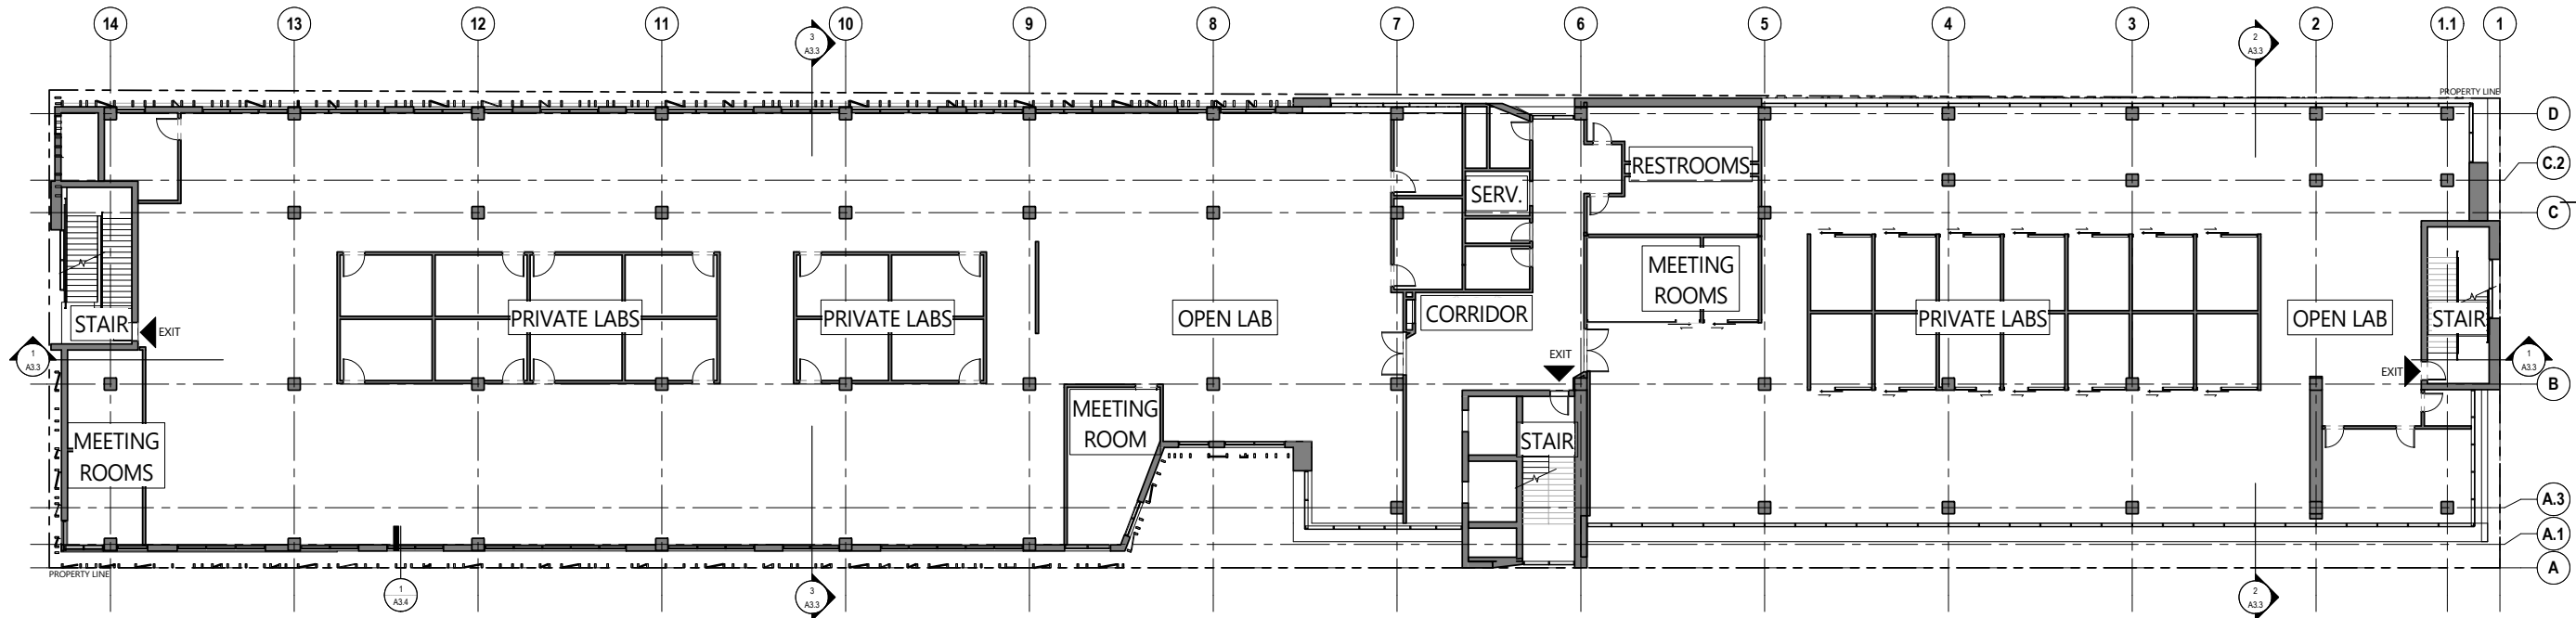 14 13 12 11 10 9 8 7 6 5 4 3 2 1.1 1
3
A3.3
2
A3.3
PROPERTY LINE
D
C.2
RESTROOMS
SERV.
C
MEETING
ROOMS
STAIR
EXIT
PRIVATE LABS
PRIVATE LABS
OPEN LAB
CORRIDOR
PRIVATE LABS
OPEN LAB
STAIR
1
A3.3
EXIT
EXIT
1
A3.3
B
MEETING
ROOM
MEETING
ROOMS
STAIR
A.3
A.1
A
PROPERTY LINE
1
A3.4
3
A3.3
2
A3.3